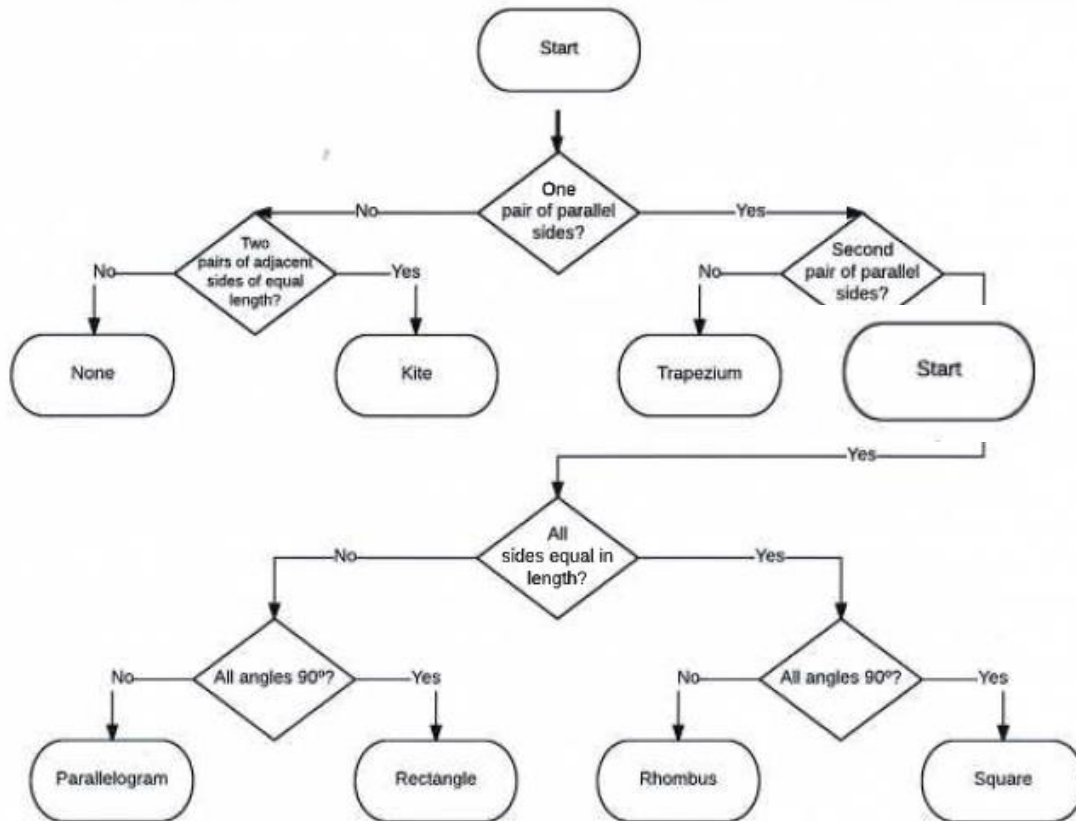 Start
One
pair of parallel
sides?
No
Yes
Two
pairs of adjacent
sides of equal
length?
No
Yes
Second
pair of parallel
sides?
No
None
Kite
Trapezium
Start
Yes
All
sides equal in
length?
No
Yes
All angles 90º?
No
Yes
All angles 90º?
No
Yes
Parallelogram
Rectangle
Rhombus
Square